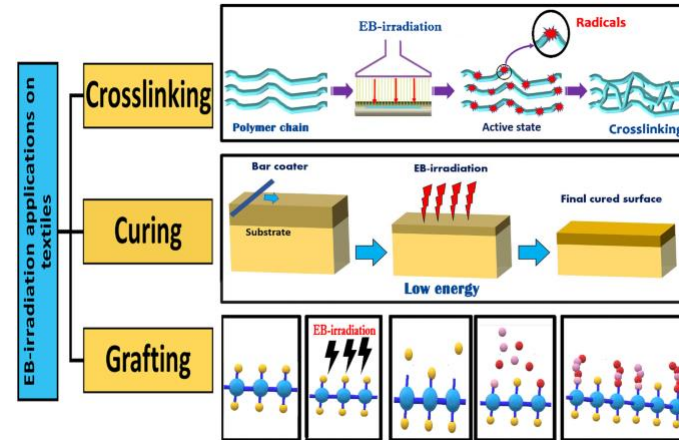 EB-irradiation applications on
textiles
Crosslinking
EB-irradiation
Radicals
Polymer chain
Active state
Crosslinking
Curing
Bar coater
Substrate
EB-irradiation
Final cured surface
Low energy
Grafting
EB-irradiation